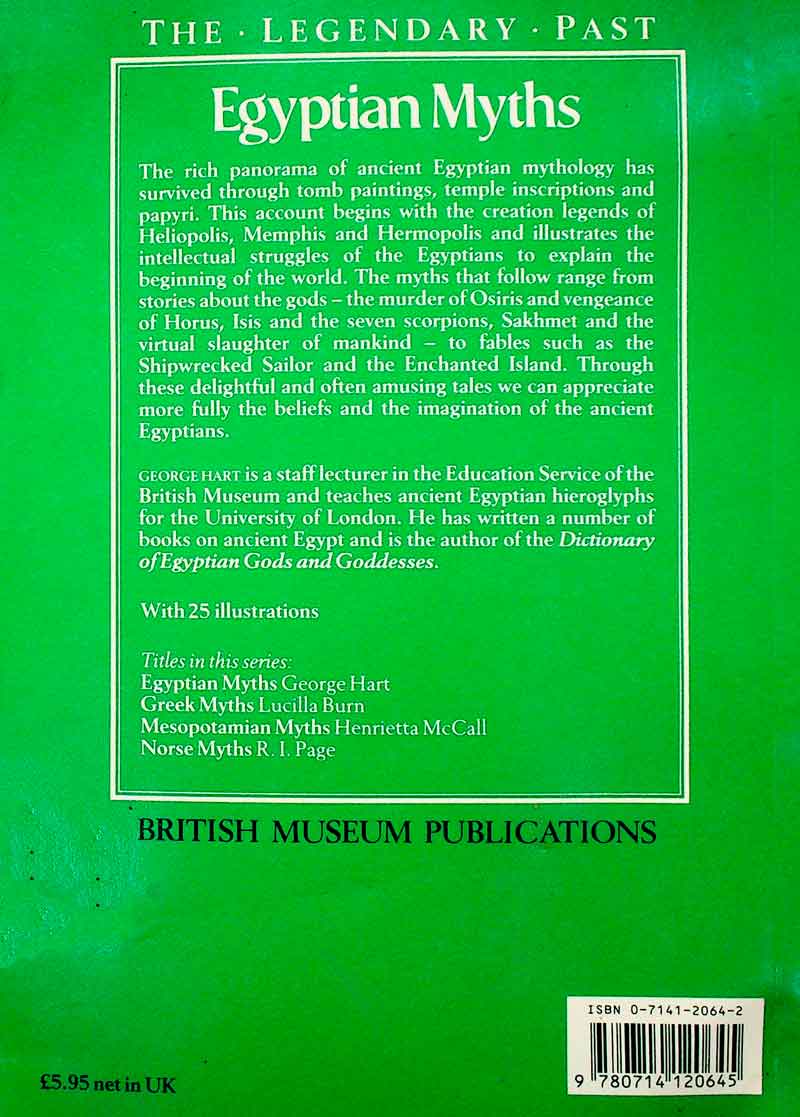 THE · LEGENDARY · PAST
Egyptian Myths
The rich panorama of ancient Egyptian mythology has
survived through tomb paintings, temple inscriptions and
papyri. This account begins with the creation legends of
Heliopolis, Memphis and Hermopolis and illustrates the
intellectual struggles of the Egyptians to explain the
beginning of the world. The myths that follow range from
stories about the gods – the murder of Osiris and vengeance
of Horus, Isis and the seven scorpions, Sakhmet and the
virtual slaughter of mankind – to fables such as the
Shipwrecked Sailor and the Enchanted Island. Through
these delightful and often amusing tales we can appreciate
more fully the beliefs and the imagination of the ancient
Egyptians.
GEORGE HART is a staff lecturer in the Education Service of the
British Museum and teaches ancient Egyptian hieroglyphs
for the University of London. He has written a number of
books on ancient Egypt and is the author of the Dictionary
of Egyptian Gods and Goddesses.
With 25 illustrations
Titles in this series:
Egyptian Myths George Hart
Greek Myths Lucilla Burn
Mesopotamian Myths Henrietta McCall
Norse Myths R. I. Page
BRITISH MUSEUM PUBLICATIONS
ISBN 0-7141-2064-2
9 780714 120645
£5.95 net in UK